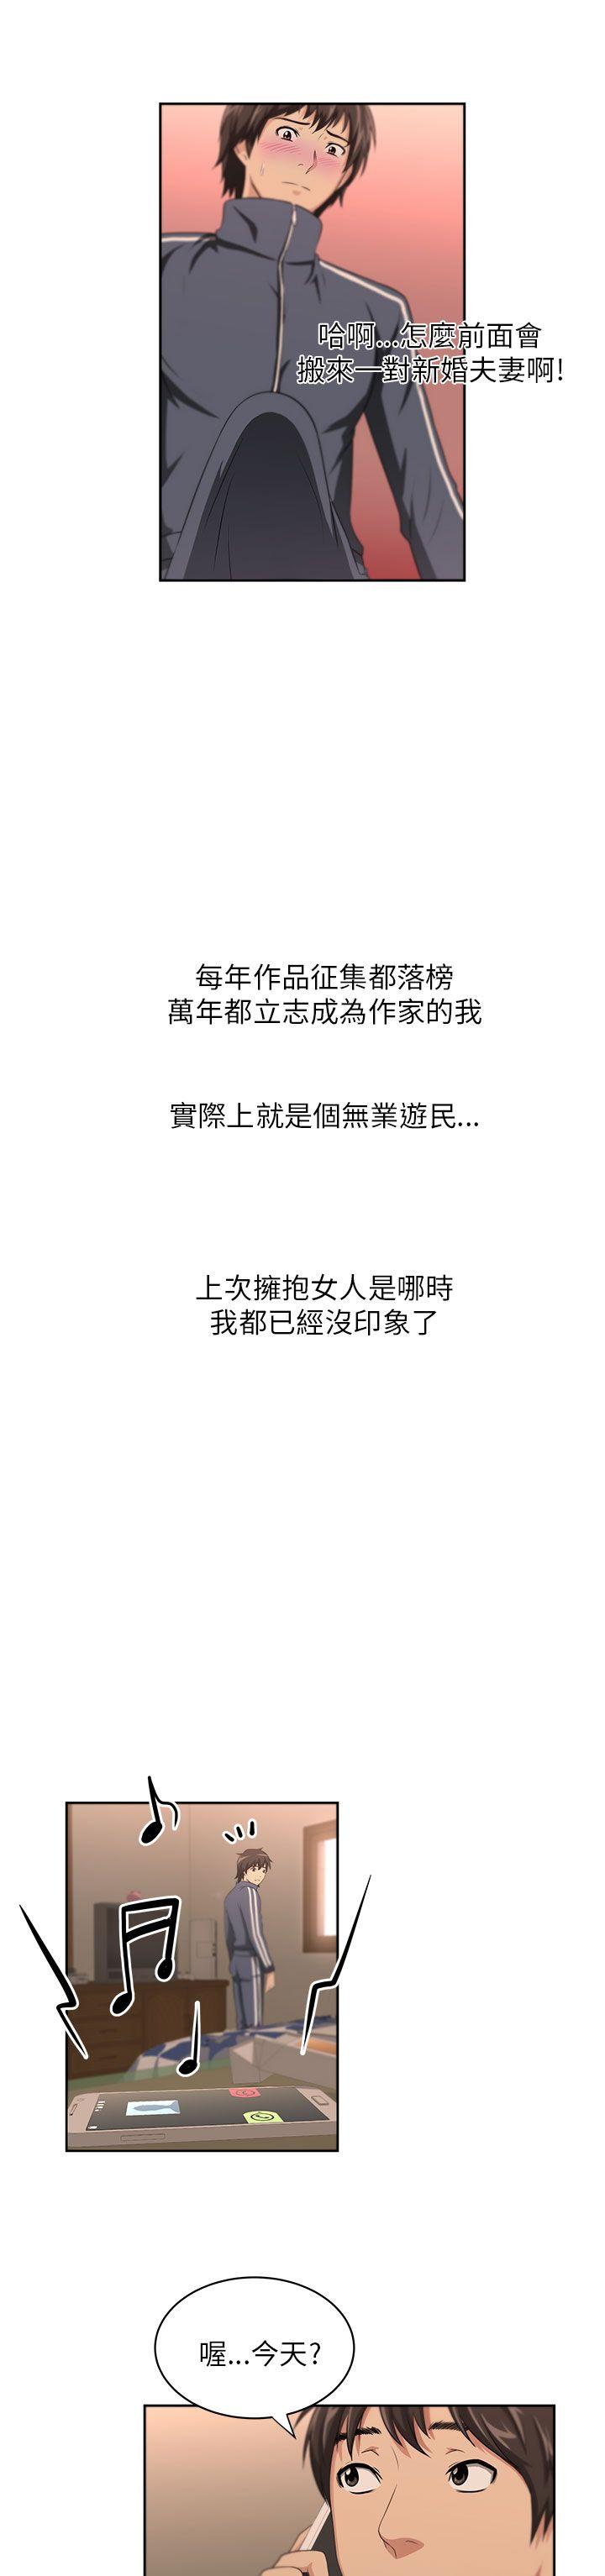 哈啊...怎麼前面會
搬來一對新婚夫妻啊!
每年作品征集都落榜
萬年都立志成為作家的我
實際上就是個無業遊民...
上次擁抱女人是哪時
我都已經沒印象了
喔...今天?